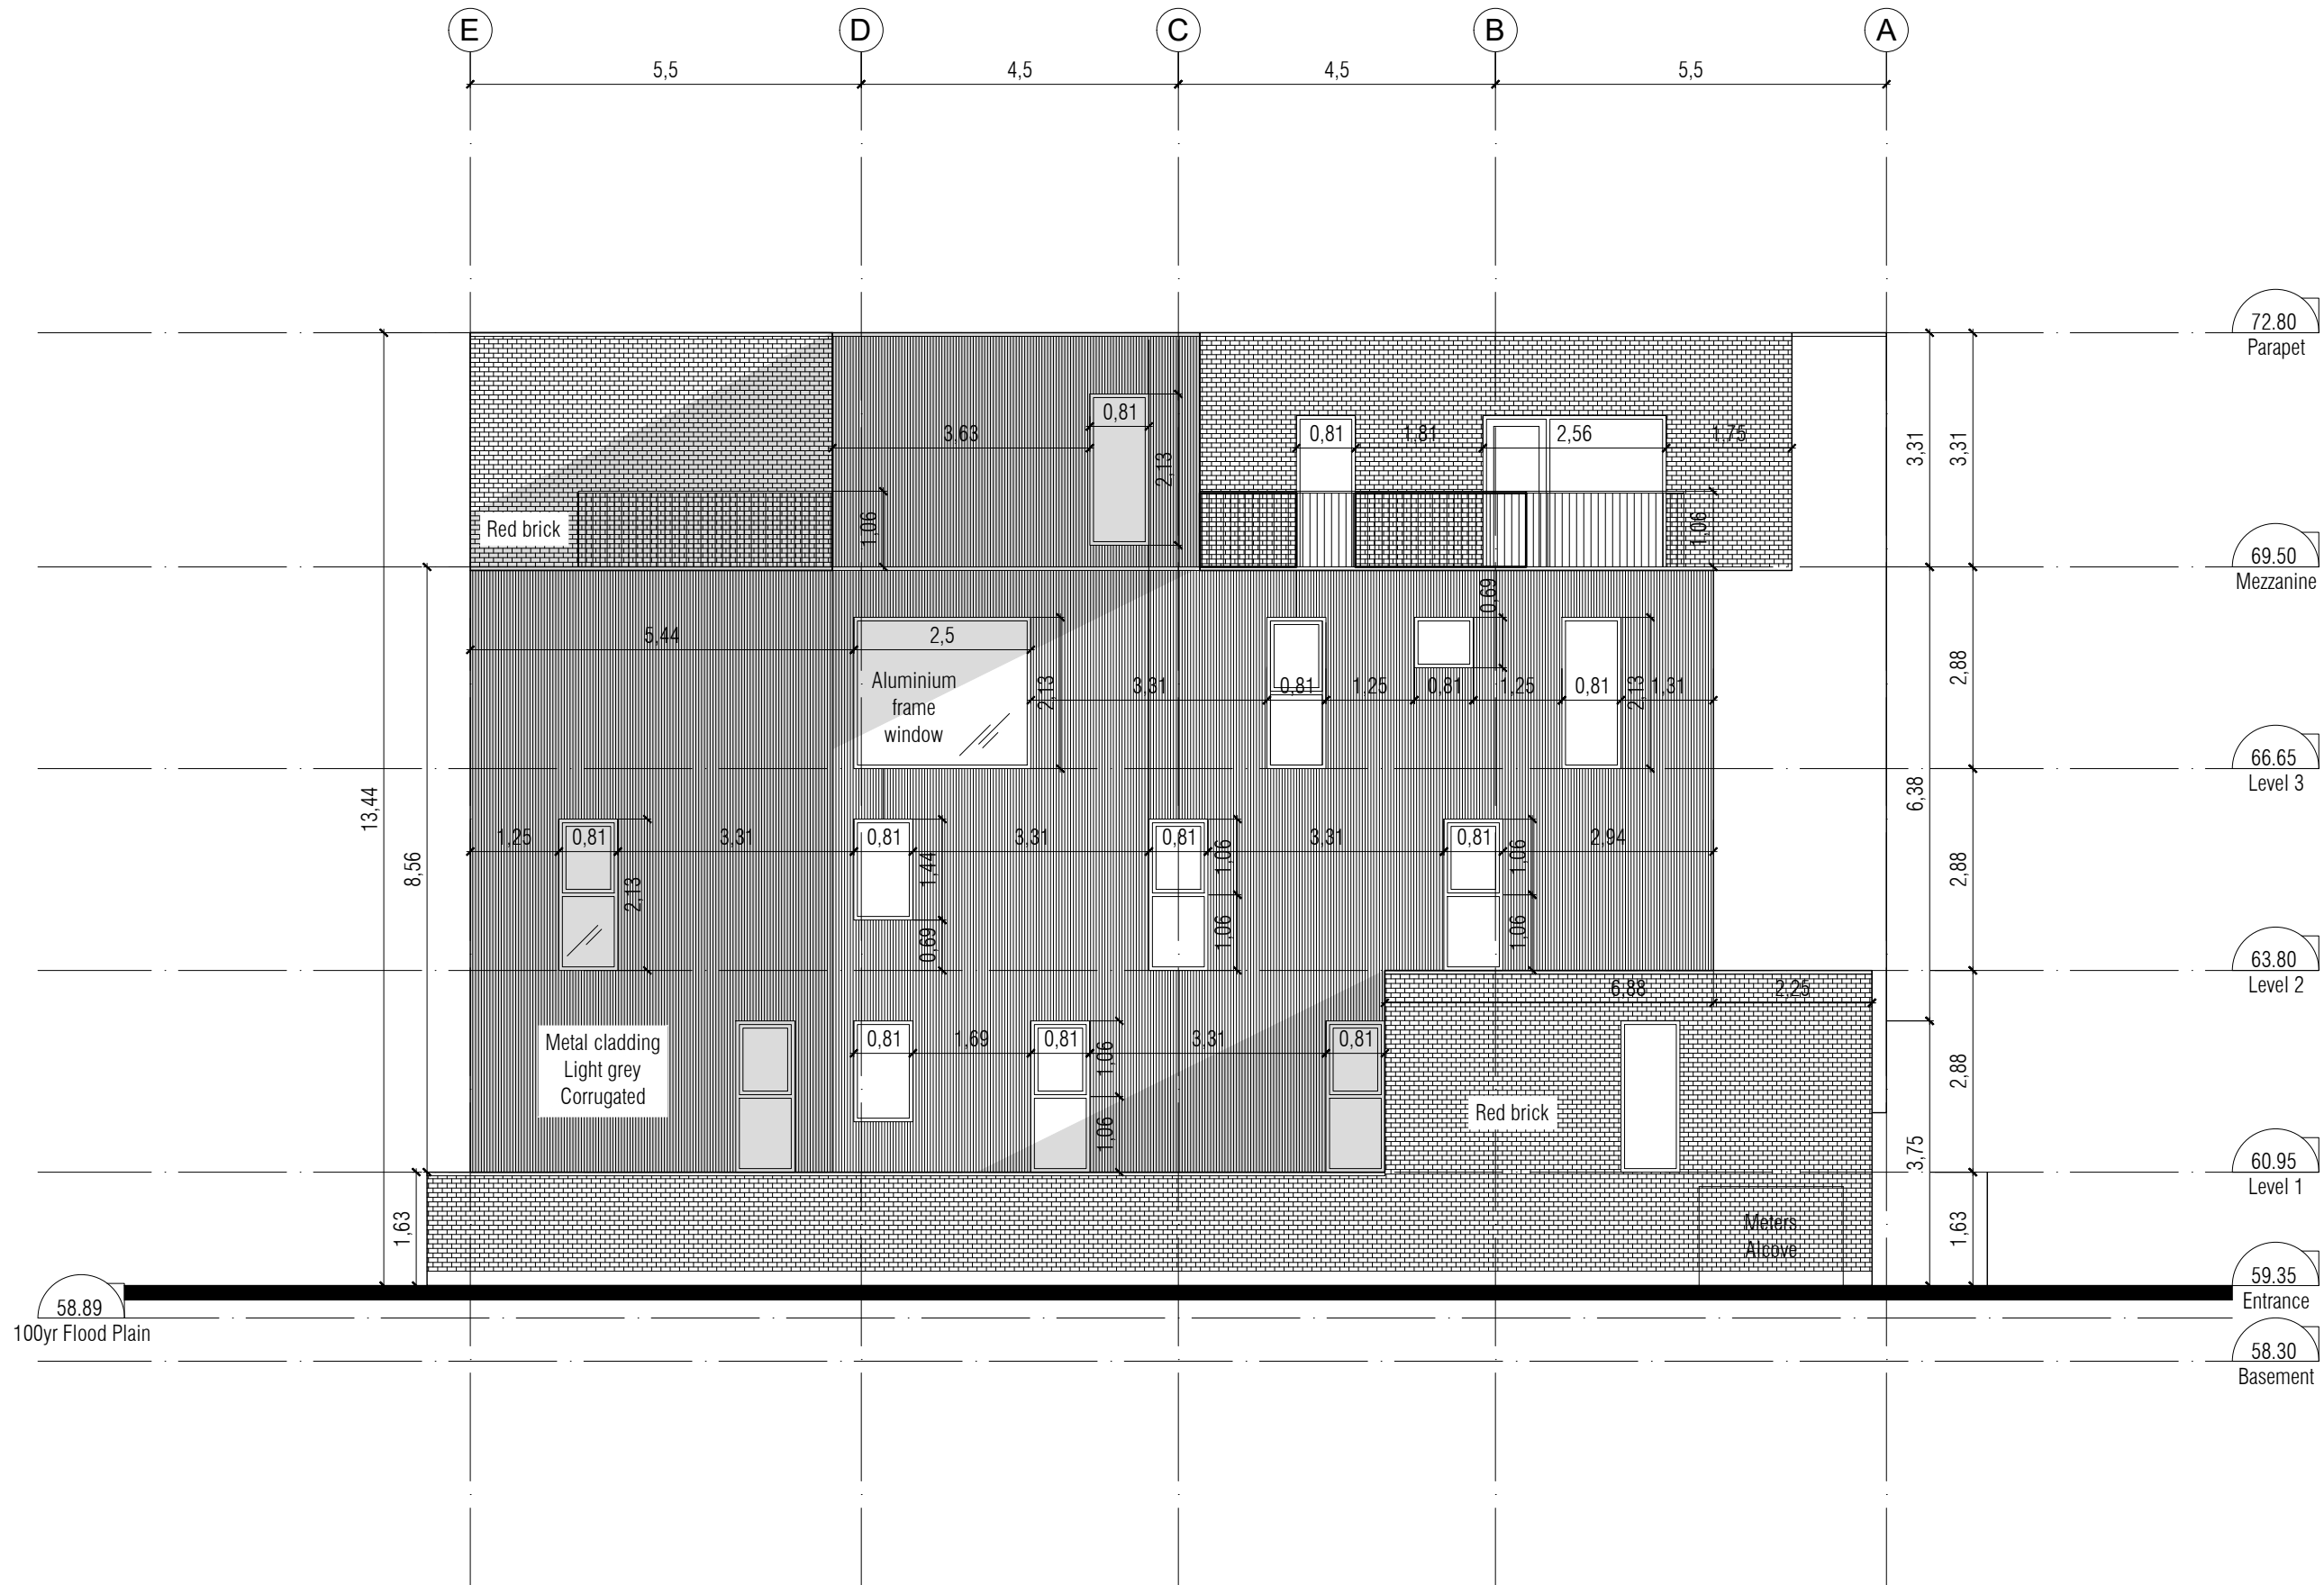 E D C B A
5,5 4,5 4,5 5,5
72.80
Parapet
0,81
3,63
0,81 1,81 2,56 1,75
3,31 3,31
2,13
Red brick
1,06
1,06
69.50
Mezzanine
0,69
5,44 2,5
Aluminium
frame
window
2,13
3,31 0,81 1,25 0,81 1,25 0,81 2,13 1,31
2,88
66.65
Level 3
13,44
6,38
1,25 0,81 3,31 0,81 3,31 0,81 3,31 0,81 2,94
8,56
2,13
1,44
1,06
1,06
2,88
0,69
1,06
1,06
63.80
Level 2
6,88 2,25
Metal cladding
Light grey
Corrugated
0,81 1,69 0,81 3,31 0,81
1,06
1,06
2,88
Red brick
3,75
60.95
Level 1
1,63
Meters
Alcove
1,63
59.35
Entrance
58.89
100yr Flood Plain
58.30
Basement